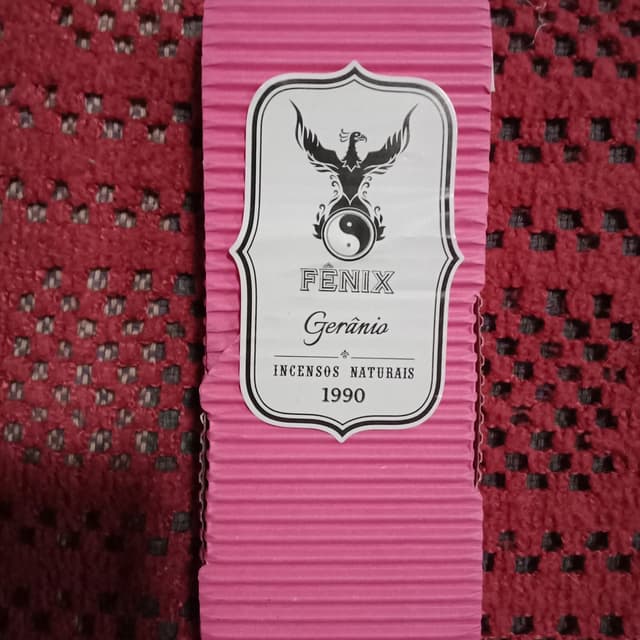 FÊNIX
Gerânio
INCENSOS NATURAIS
1990